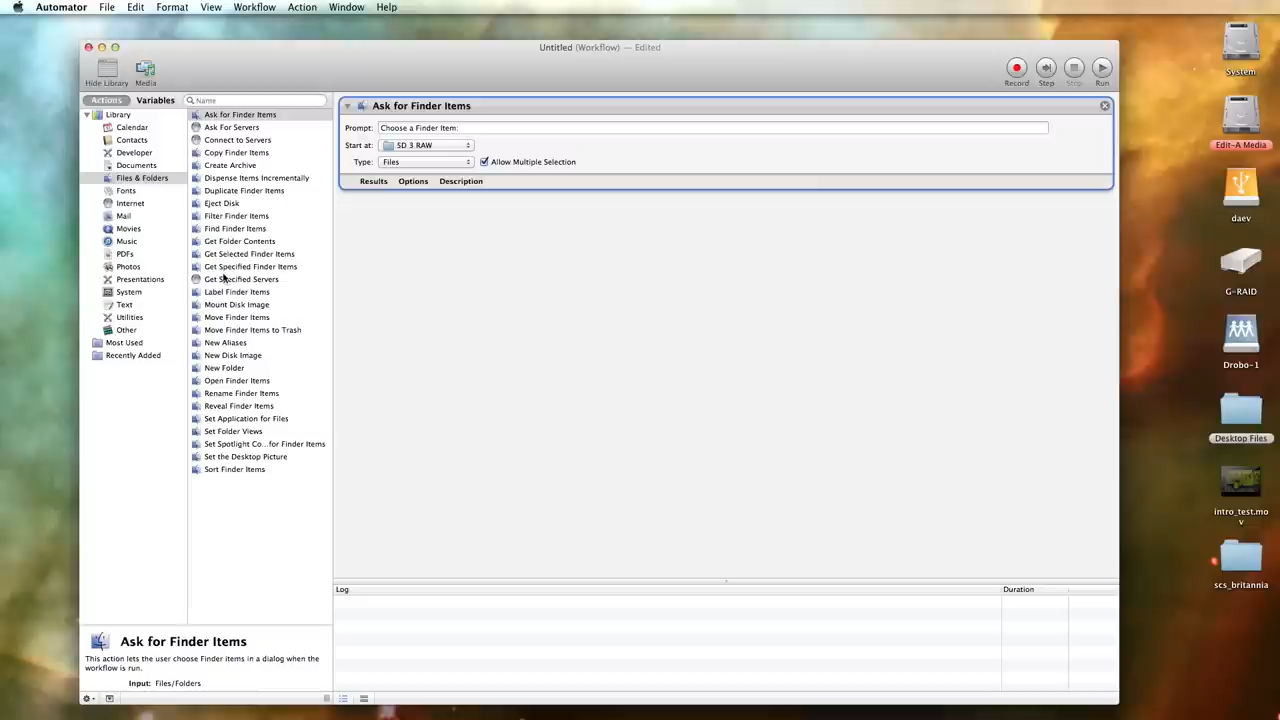 Automator File Edit Format View Workflow Action Window Help
Untitled (Workflow) — Edited
Hide Library Media Record Step Stop Run
Actions Variables Name
Library
Calendar
Contacts
Developer
Documents
Files & Folders
Fonts
Internet
Mail
Movies
Music
PDFs
Photos
Presentations
System
Text
Utilities
Other
Most Used
Recently Added
Ask for Finder Items
Ask For Servers
Connect to Servers
Copy Finder Items
Create Archive
Dispense Items Incrementally
Duplicate Finder Items
Eject Disk
Filter Finder Items
Find Finder Items
Get Folder Contents
Get Selected Finder Items
Get Specified Finder Items
Get Specified Servers
Label Finder Items
Mount Disk Image
Move Finder Items
Move Finder Items to Trash
New Aliases
New Disk Image
New Folder
Open Finder Items
Rename Finder Items
Reveal Finder Items
Set Application for Files
Set Folder Views
Set Spotlight Co...for Finder Items
Set the Desktop Picture
Sort Finder Items
Ask for Finder Items
Prompt: Choose a Finder Item:
Start at: SD 3 RAW
Type: Files Allow Multiple Selection
Results Options Description
Log Duration
Ask for Finder Items
This action lets the user choose Finder items in a dialog when the
workflow is run.
Input: Files/Folders
System
Edit-A Media
daev
G-RAID
Drobo-1
Desktop Files
intro_test.mo
v
scs_britannia